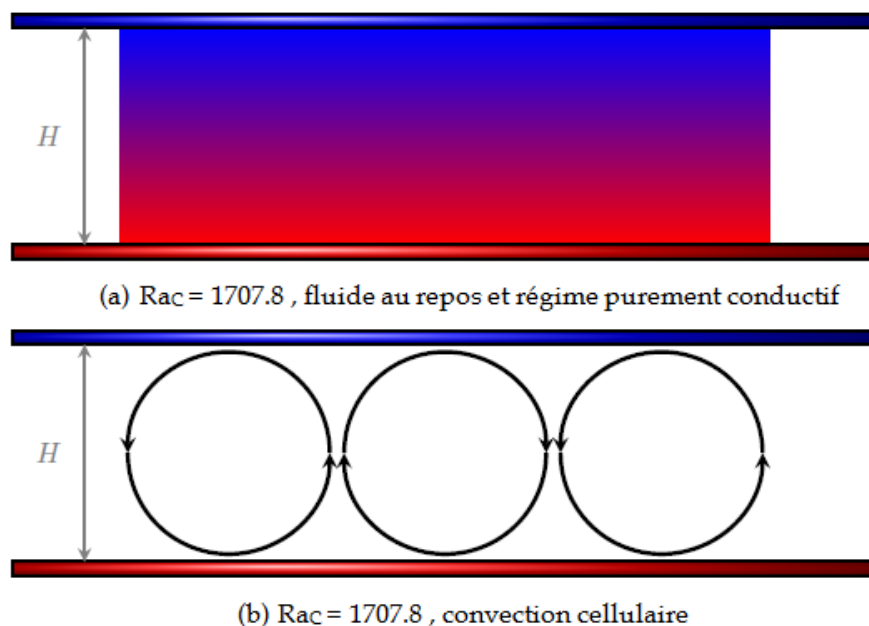 H
(a) Rac = 1707.8 , fluide au repos et régime purement conductif
H
(b) Rac = 1707.8 , convection cellulaire